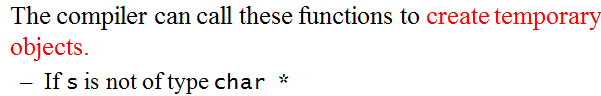 The compiler can call these functions to create temporary
objects.
– If s is not of type char *